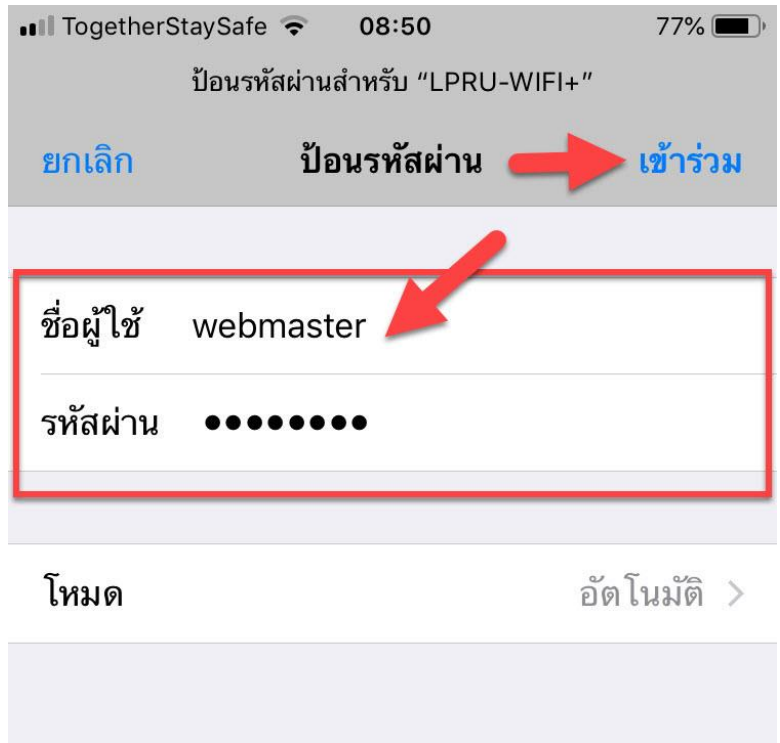 TogetherStaySafe 08:50 77%
ป้อนรหัสผ่านสำหรับ “LPRU-WIFI+”
ยกเลิก ป้อนรหัสผ่าน เข้าร่วม
ชื่อผู้ใช้ webmaster
รหัสผ่าน ●●●●●●●●
โหมด อัตโนมัติ >